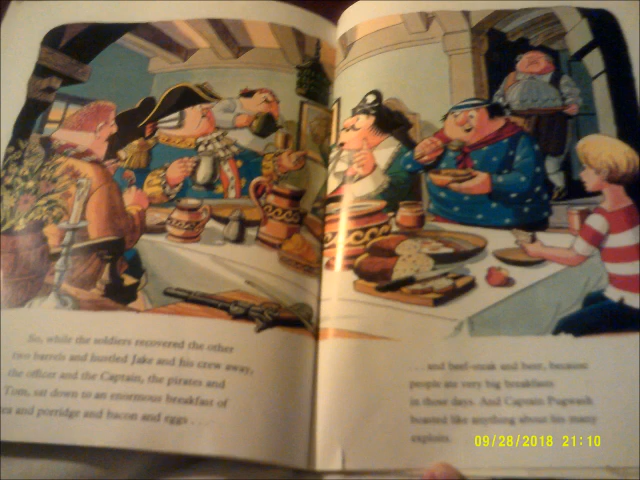 So, while the soldiers recovered the other
two barrels and hustled Jake and his crew away,
the officer and the Captain, the pirates and
Tom, sat down to an enormous breakfast of
tea and porridge and bacon and eggs . . .
. . . and beef-steak and beer, because
people ate very big breakfasts
in those days. And Captain Pugwash
boasted like anything about his many
exploits.
09/28/2018 21:10